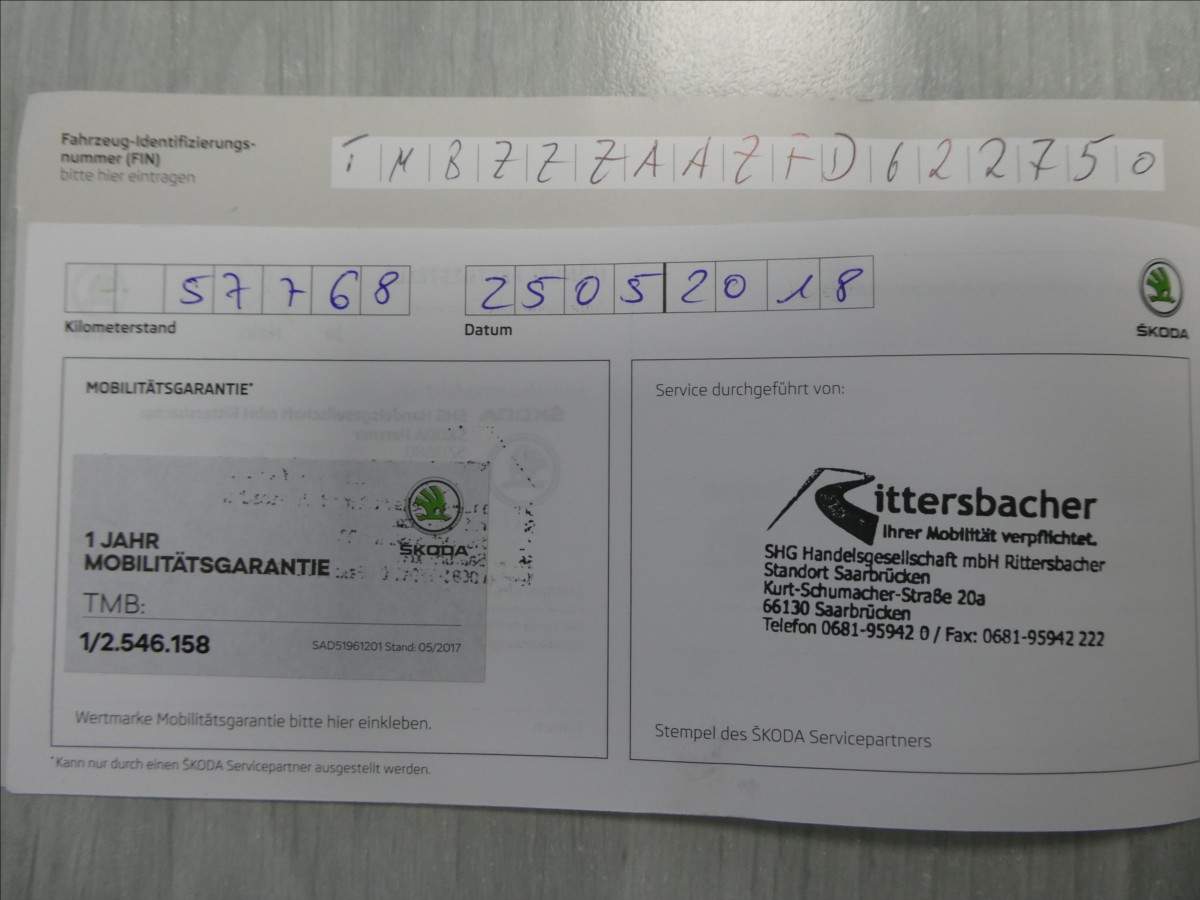 Fahrzeug-Identifizierungs-
nummer (FIN)
bitte hier eintragen
TMBZZZAAZFD622750
57768
Kilometerstand
25052018
Datum
ŠKODA
MOBILITÄTSGARANTIE*
ŠKODA
1 JAHR
MOBILITÄTSGARANTIE
TMB:
1/2.546.158
SAD51961201 Stand: 05/2017
Wertmarke Mobilitätsgarantie bitte hier einkleben.
*Kann nur durch einen ŠKODA Servicepartner ausgestellt werden.
Service durchgeführt von:
Rittersbacher
Ihrer Mobilität verpflichtet.
SHG Handelsgesellschaft mbH Rittersbacher
Standort Saarbrücken
Kurt-Schumacher-Straße 20a
66130 Saarbrücken
Telefon 0681-95942 0 / Fax: 0681-95942 222
Stempel des ŠKODA Servicepartners